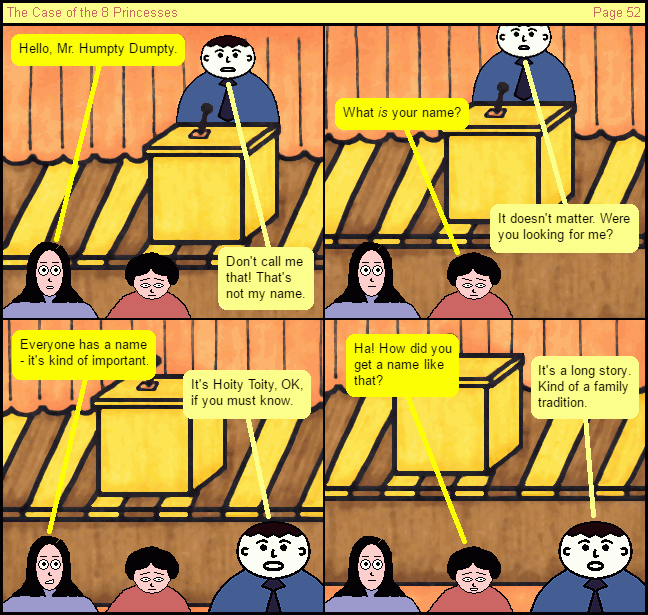 The Case of the 8 Princesses
Page 52
Hello, Mr. Humpty Dumpty.
Don't call me
that! That's
not my name.
What is your name?
It doesn't matter. Were
you looking for me?
Everyone has a name
- it's kind of important.
It's Hoity Toity, OK,
if you must know.
Ha! How did you
get a name like
that?
It's a long story.
Kind of a family
tradition.